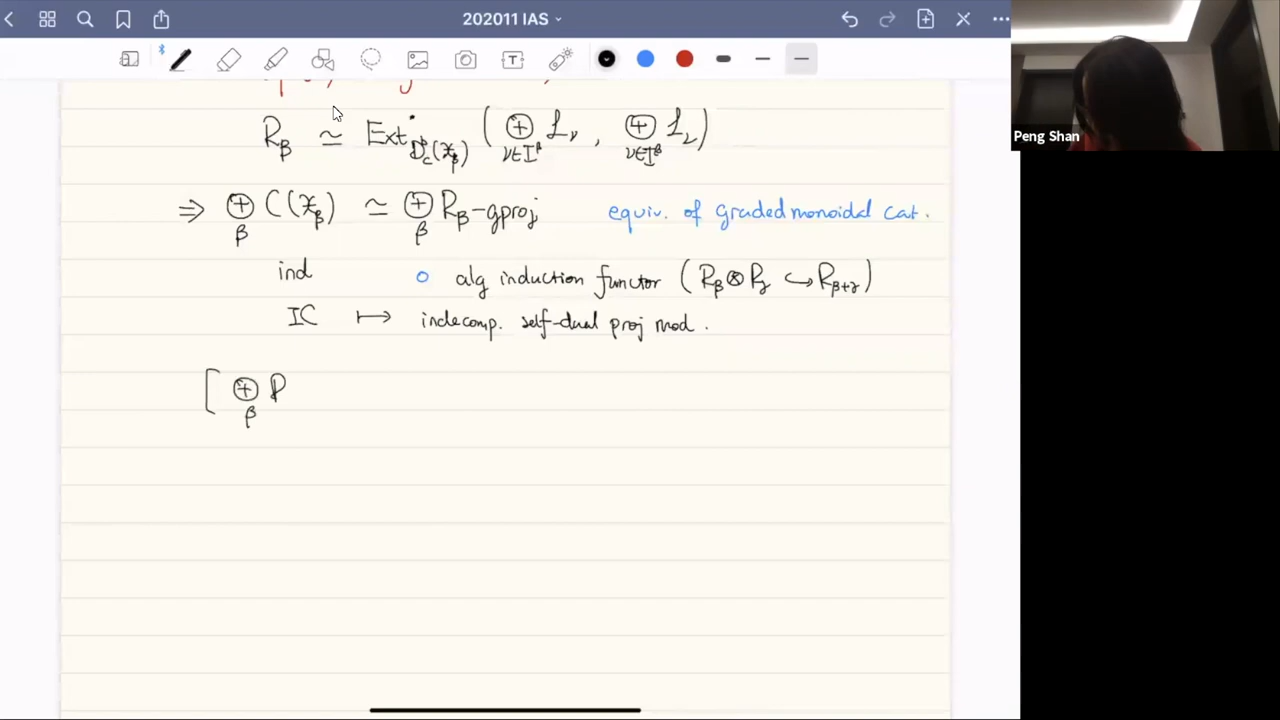 202011 IAS
Peng Shan
R_β ≃ Ext^•_{D^b_c(𝔛_β)} ( ⊕_{ν∈I^β} 𝓛_ν , ⊕_{ν∈I^β} 𝓛_ν )
⇒ ⊕_β C(𝔛_β) ≃ ⊕_β R_β-gproj equiv. of graded monoidal cat.
ind ∘ alg induction functor ( R_β ⊗ R_γ ↪ R_{β+γ} )
IC ↦ indecomp. self-dual proj mod.
[ ⊕_β R